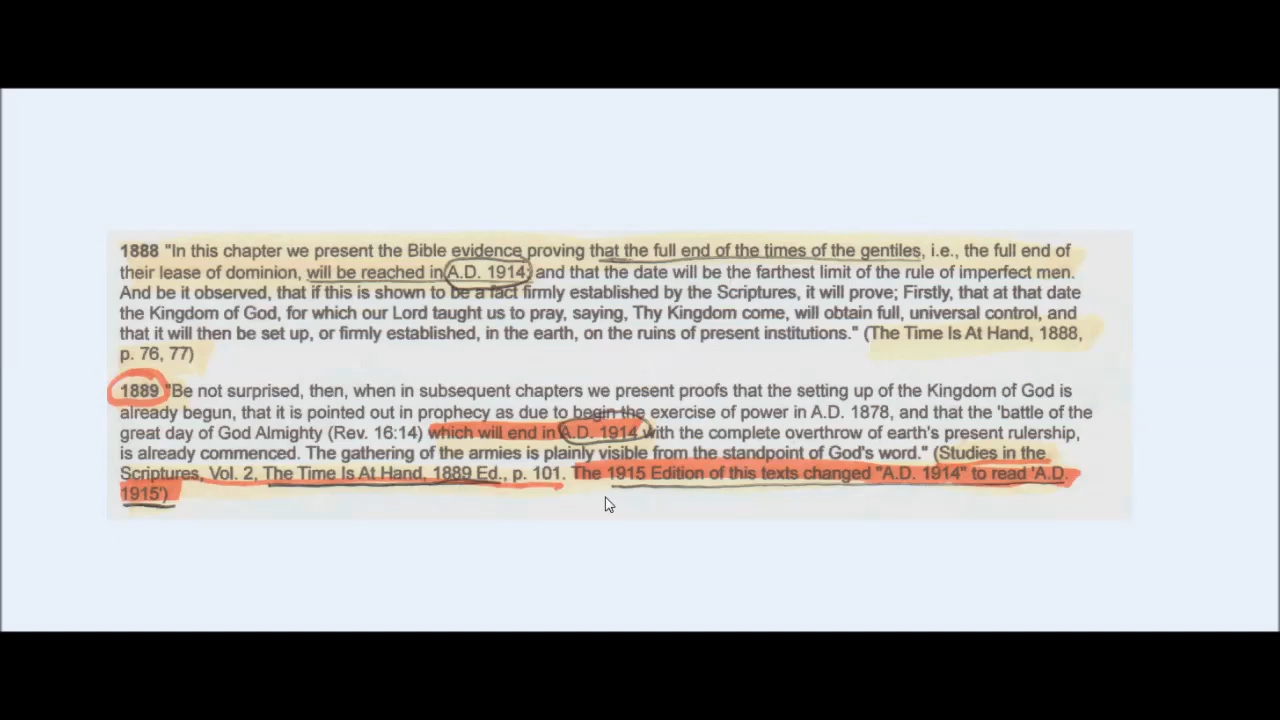 1888 "In this chapter we present the Bible evidence proving that the full end of the times of the gentiles, i.e., the full end of
their lease of dominion, will be reached in A.D. 1914; and that the date will be the farthest limit of the rule of imperfect men.
And be it observed, that if this is shown to be a fact firmly established by the Scriptures, it will prove; Firstly, that at that date
the Kingdom of God, for which our Lord taught us to pray, saying, Thy Kingdom come, will obtain full, universal control, and
that it will then be set up, or firmly established, in the earth, on the ruins of present institutions." (The Time Is At Hand, 1888,
p. 76, 77)
1889 "Be not surprised, then, when in subsequent chapters we present proofs that the setting up of the Kingdom of God is
already begun, that it is pointed out in prophecy as due to begin the exercise of power in A.D. 1878, and that the 'battle of the
great day of God Almighty (Rev. 16:14) which will end in A.D. 1914 with the complete overthrow of earth's present rulership,
is already commenced. The gathering of the armies is plainly visible from the standpoint of God's word." (Studies in the
Scriptures, Vol. 2, The Time Is At Hand, 1889 Ed., p. 101. The 1915 Edition of this texts changed "A.D. 1914" to read 'A.D.
1915')